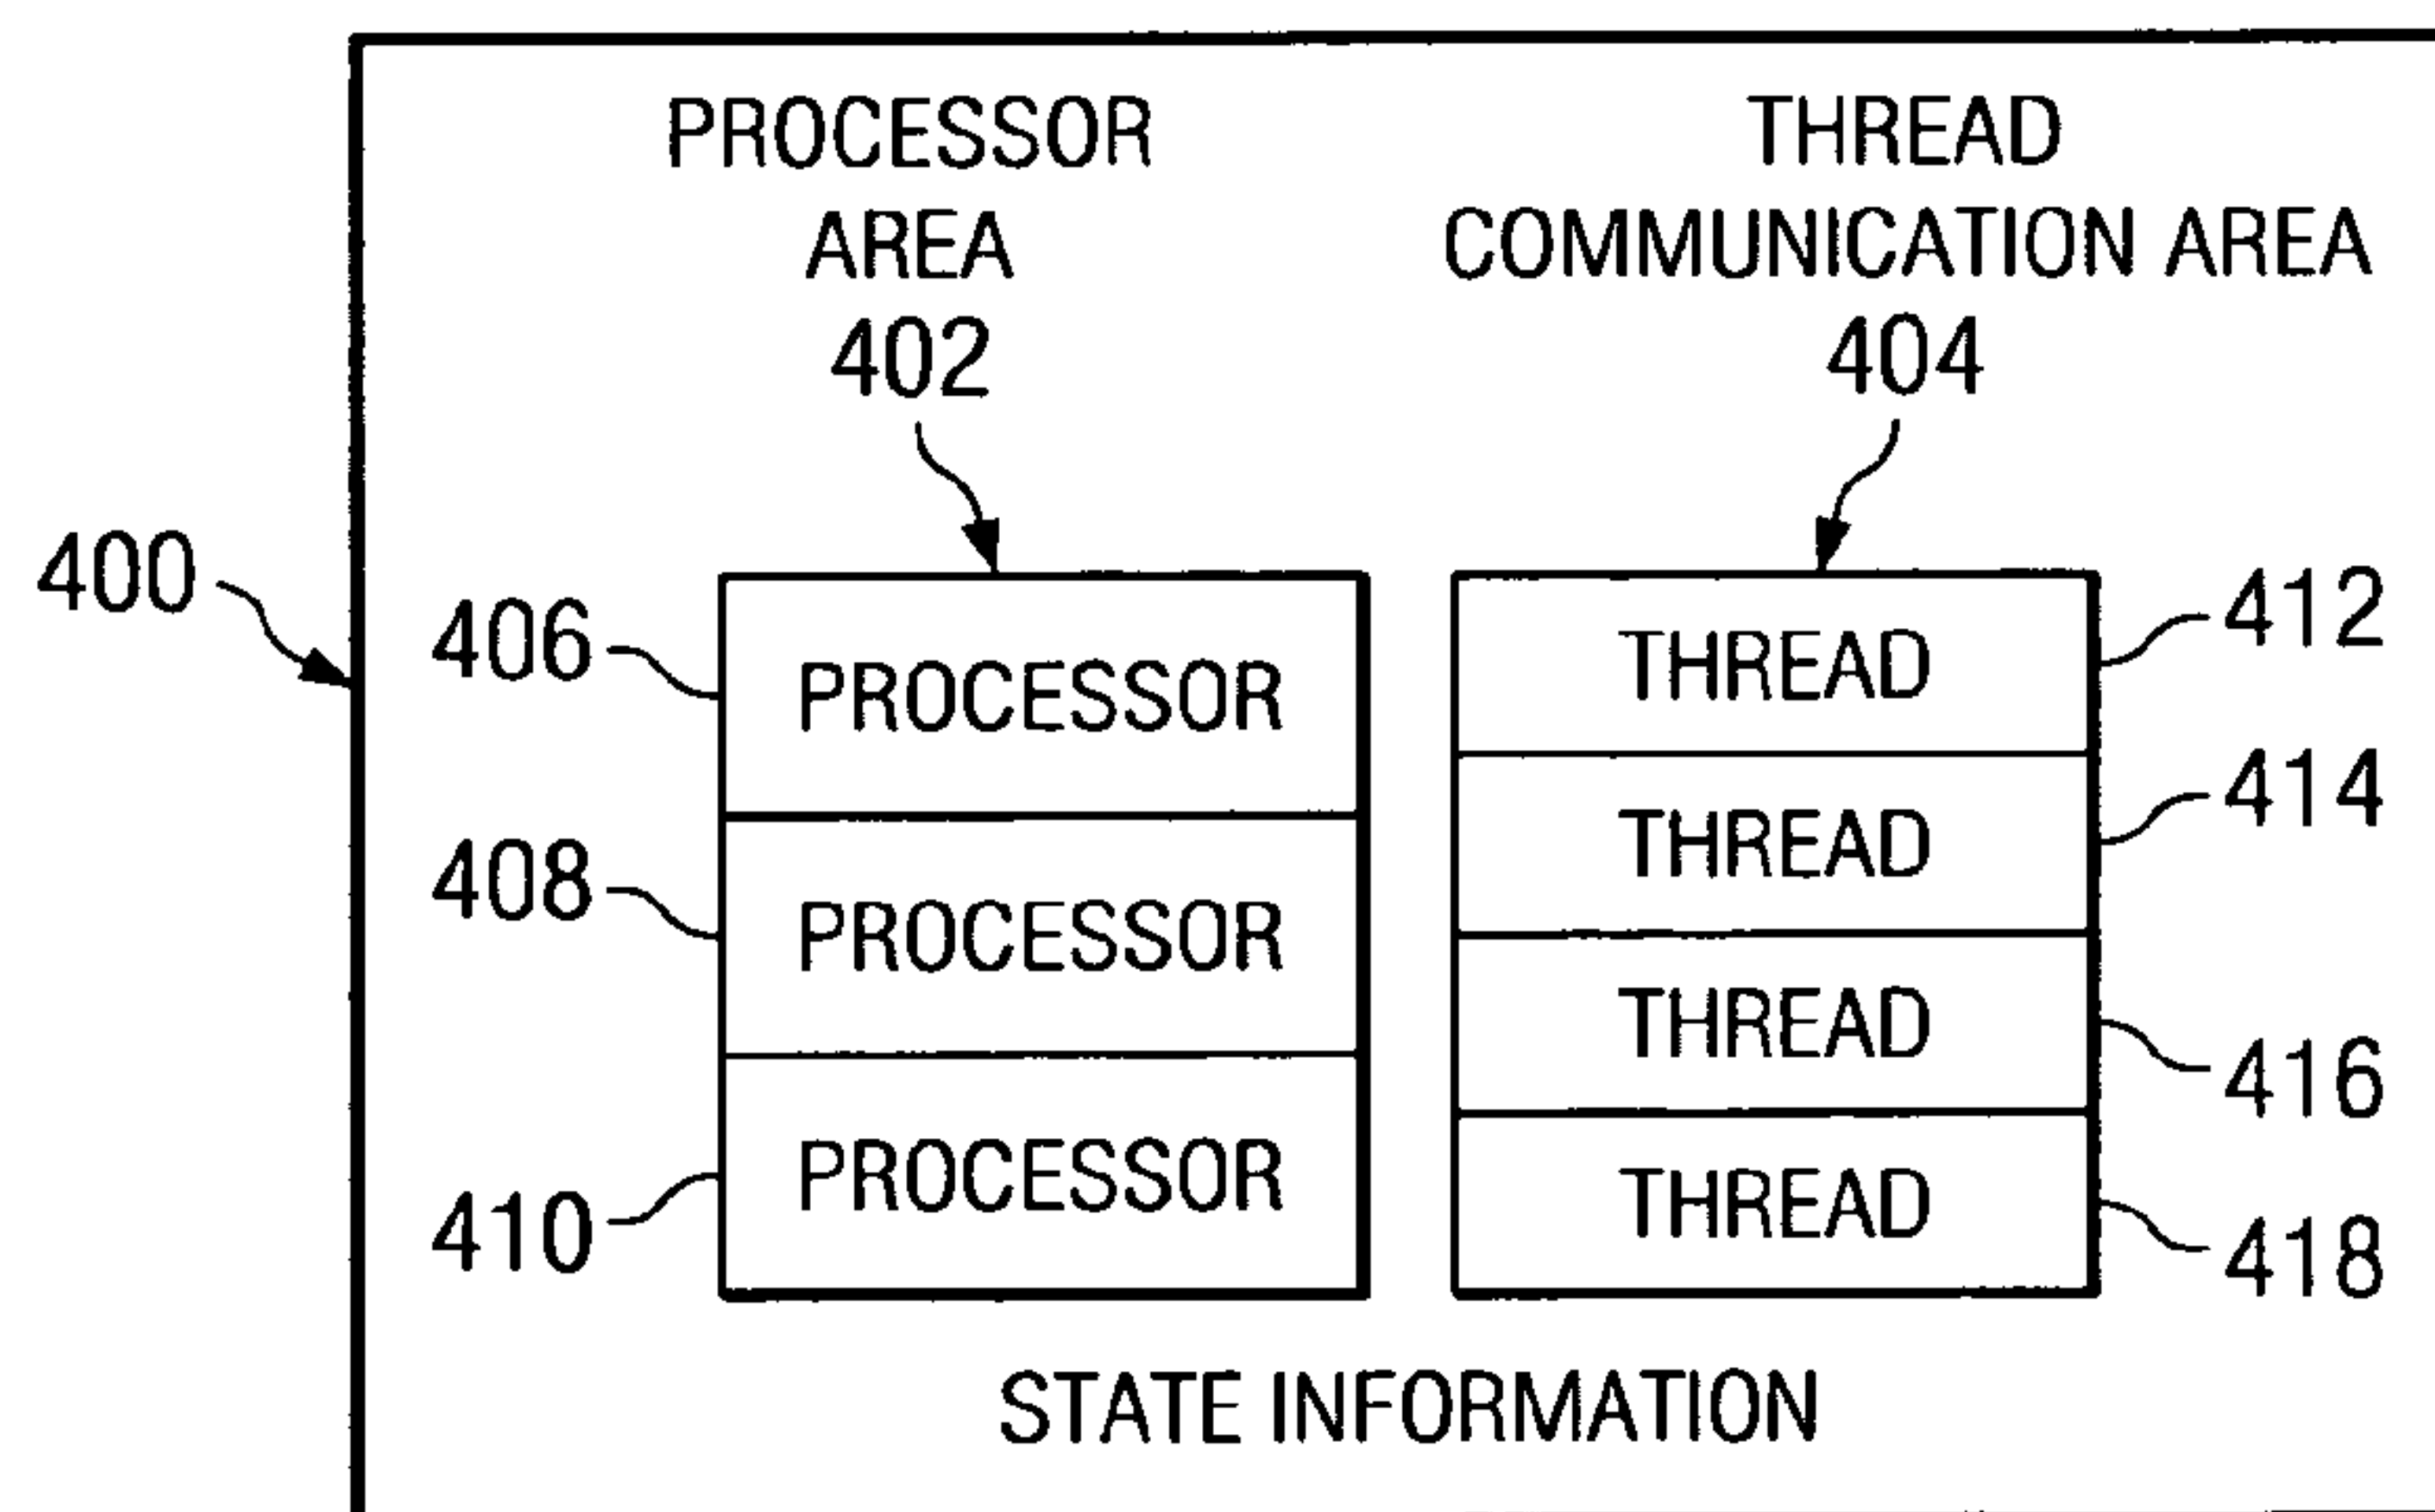 PROCESSOR
AREA
402
THREAD
COMMUNICATION AREA
404
400
406
PROCESSOR
408
PROCESSOR
410
PROCESSOR
THREAD
412
THREAD
414
THREAD
416
THREAD
418
STATE INFORMATION